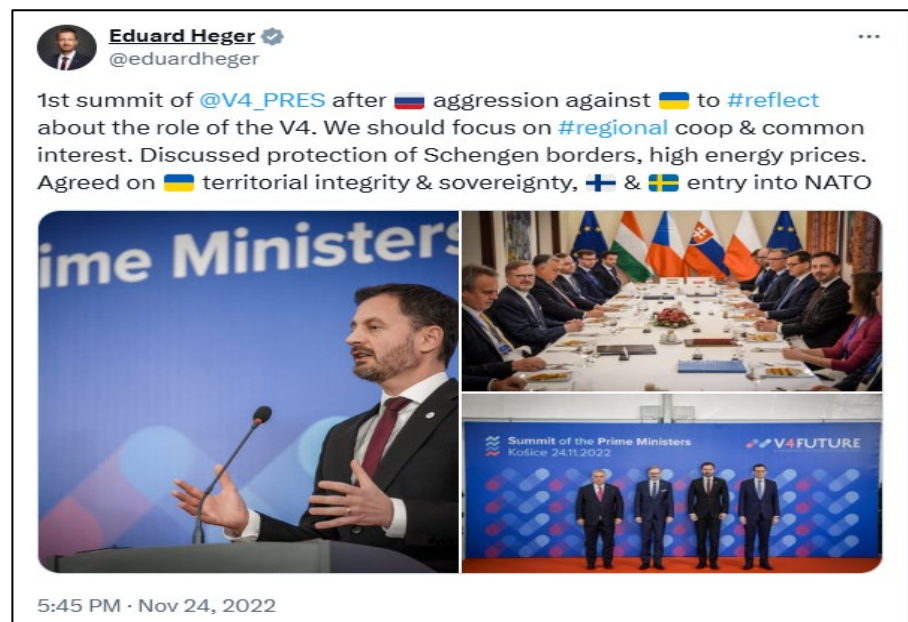 Eduard Heger
@eduardheger
1st summit of @V4_PRES after 🇷🇺 aggression against 🇺🇦 to #reflect
about the role of the V4. We should focus on #regional coop & common
interest. Discussed protection of Schengen borders, high energy prices.
Agreed on 🇺🇦 territorial integrity & sovereignty, 🇫🇮 & 🇸🇪 entry into NATO
ime Ministers
Summit of the Prime Ministers
Košice 24.11.2022
V4FUTURE
5:45 PM · Nov 24, 2022